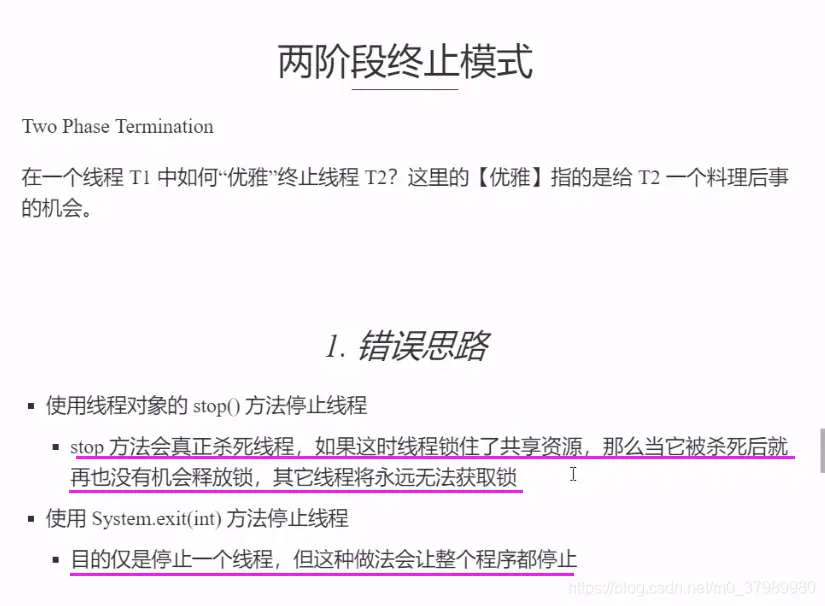 两阶段终止模式
Two Phase Termination
在一个线程 T1 中如何“优雅”终止线程 T2？这里的【优雅】指的是给 T2 一个料理后事
的机会。
1. 错误思路
▪ 使用线程对象的 stop() 方法停止线程
▪ stop 方法会真正杀死线程，如果这时线程锁住了共享资源，那么当它被杀死后就
再也没有机会释放锁，其它线程将永远无法获取锁
▪ 使用 System.exit(int) 方法停止线程
▪ 目的仅是停止一个线程，但这种做法会让整个程序都停止
https://blog.csdn.net/m0_37989980